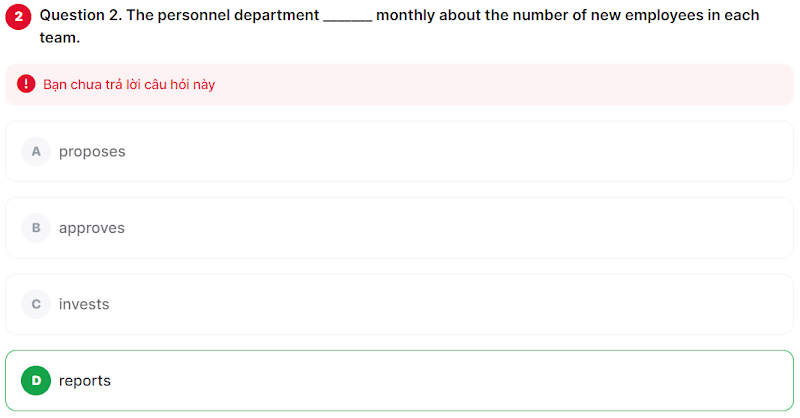 2 Question 2. The personnel department _______ monthly about the number of new employees in each
team.
! Bạn chưa trả lời câu hỏi này
A proposes
B approves
C invests
D reports